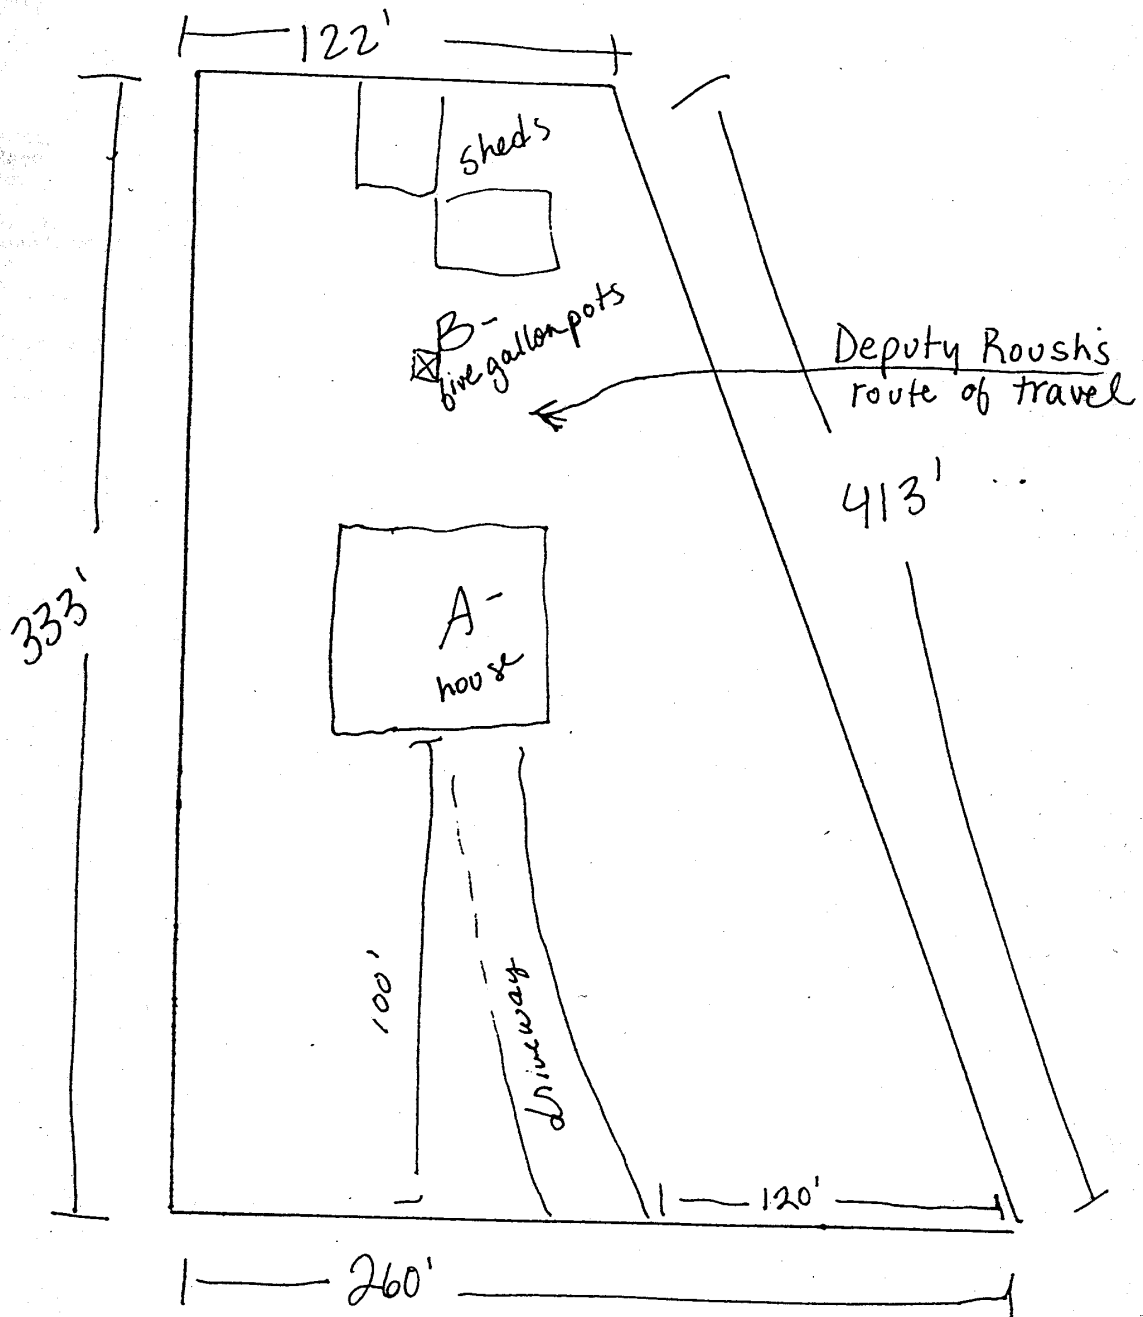 122'
sheds
B-
five gallon pots
Deputy Roush's
route of travel
413'
333'
A-
house
100'
driveway
120'
260'